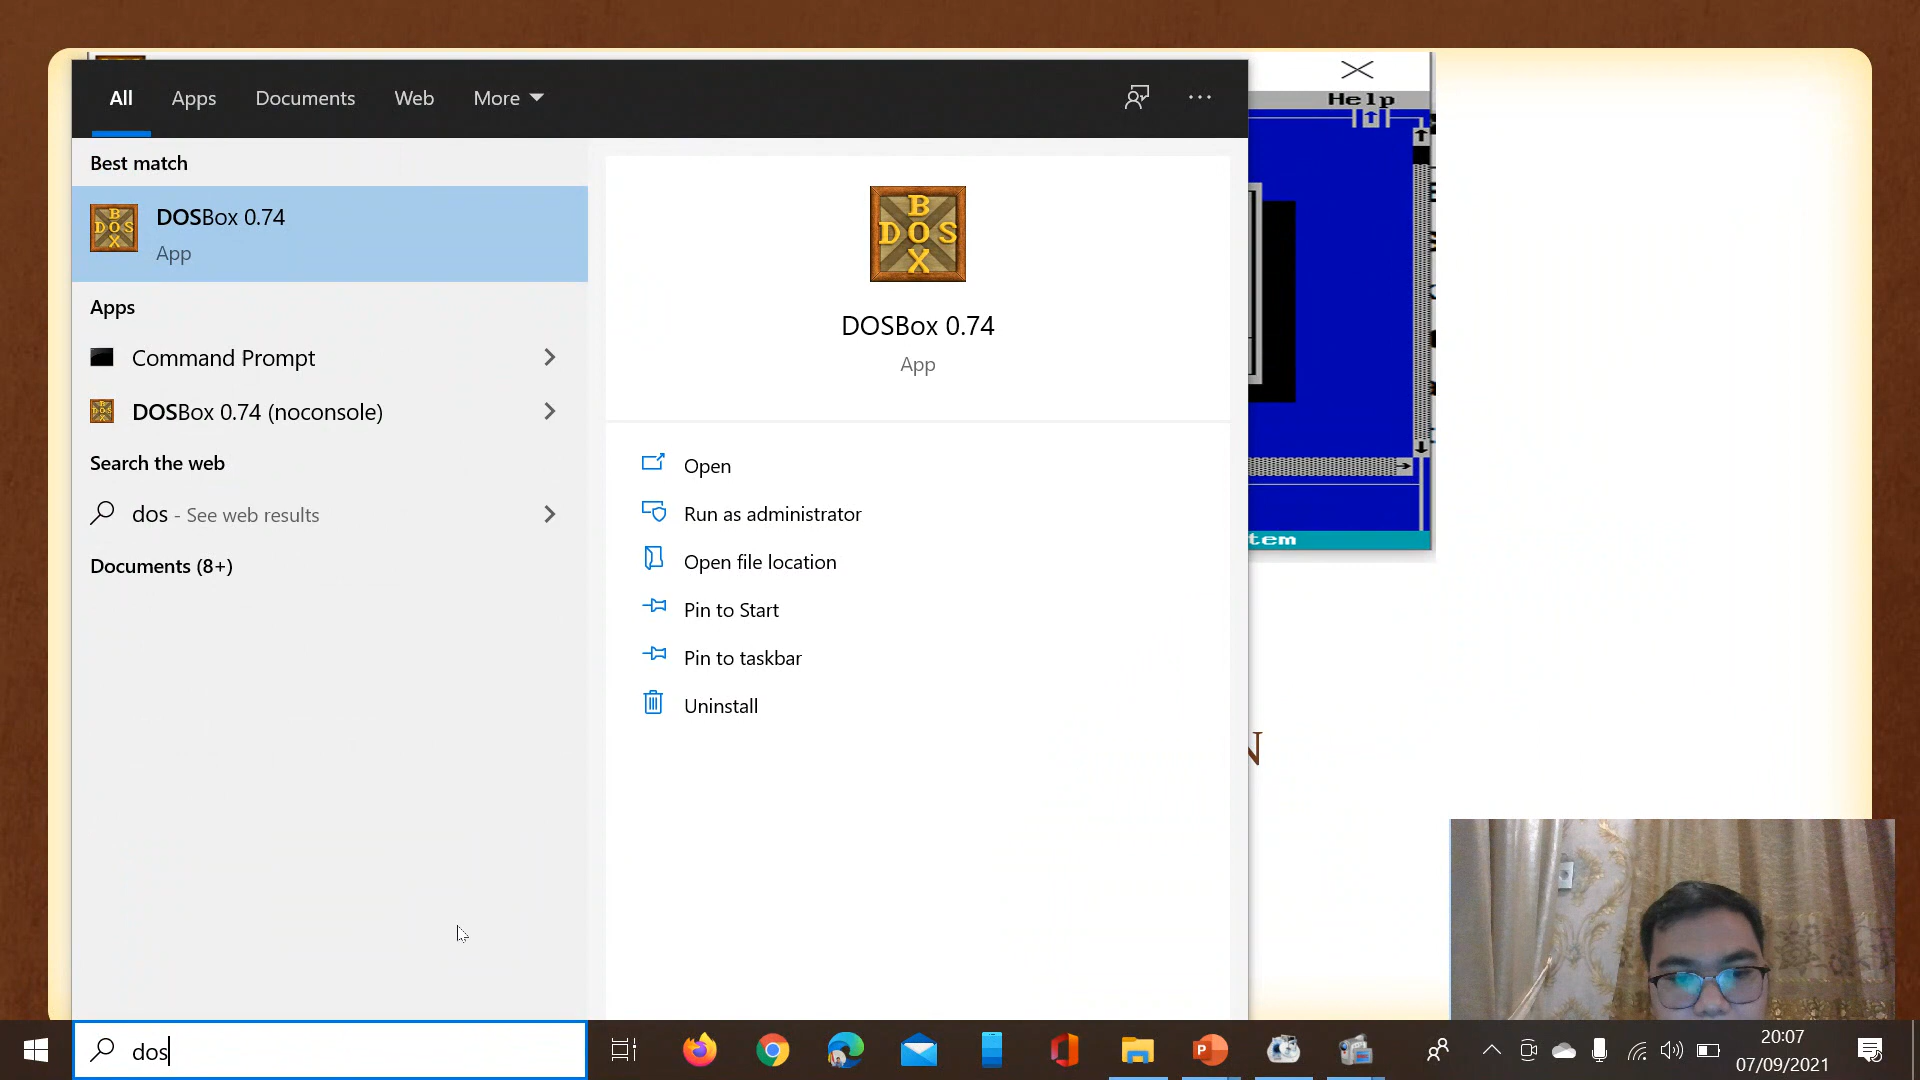 All Apps Documents Web More
Help
Best match
DOSBox 0.74
App
Apps
Command Prompt
DOSBox 0.74 (noconsole)
Search the web
dos - See web results
Documents (8+)
B
DOS
X
DOSBox 0.74
App
Open
Run as administrator
Open file location
Pin to Start
Pin to taskbar
Uninstall
tem
N
dos
20:07
07/09/2021